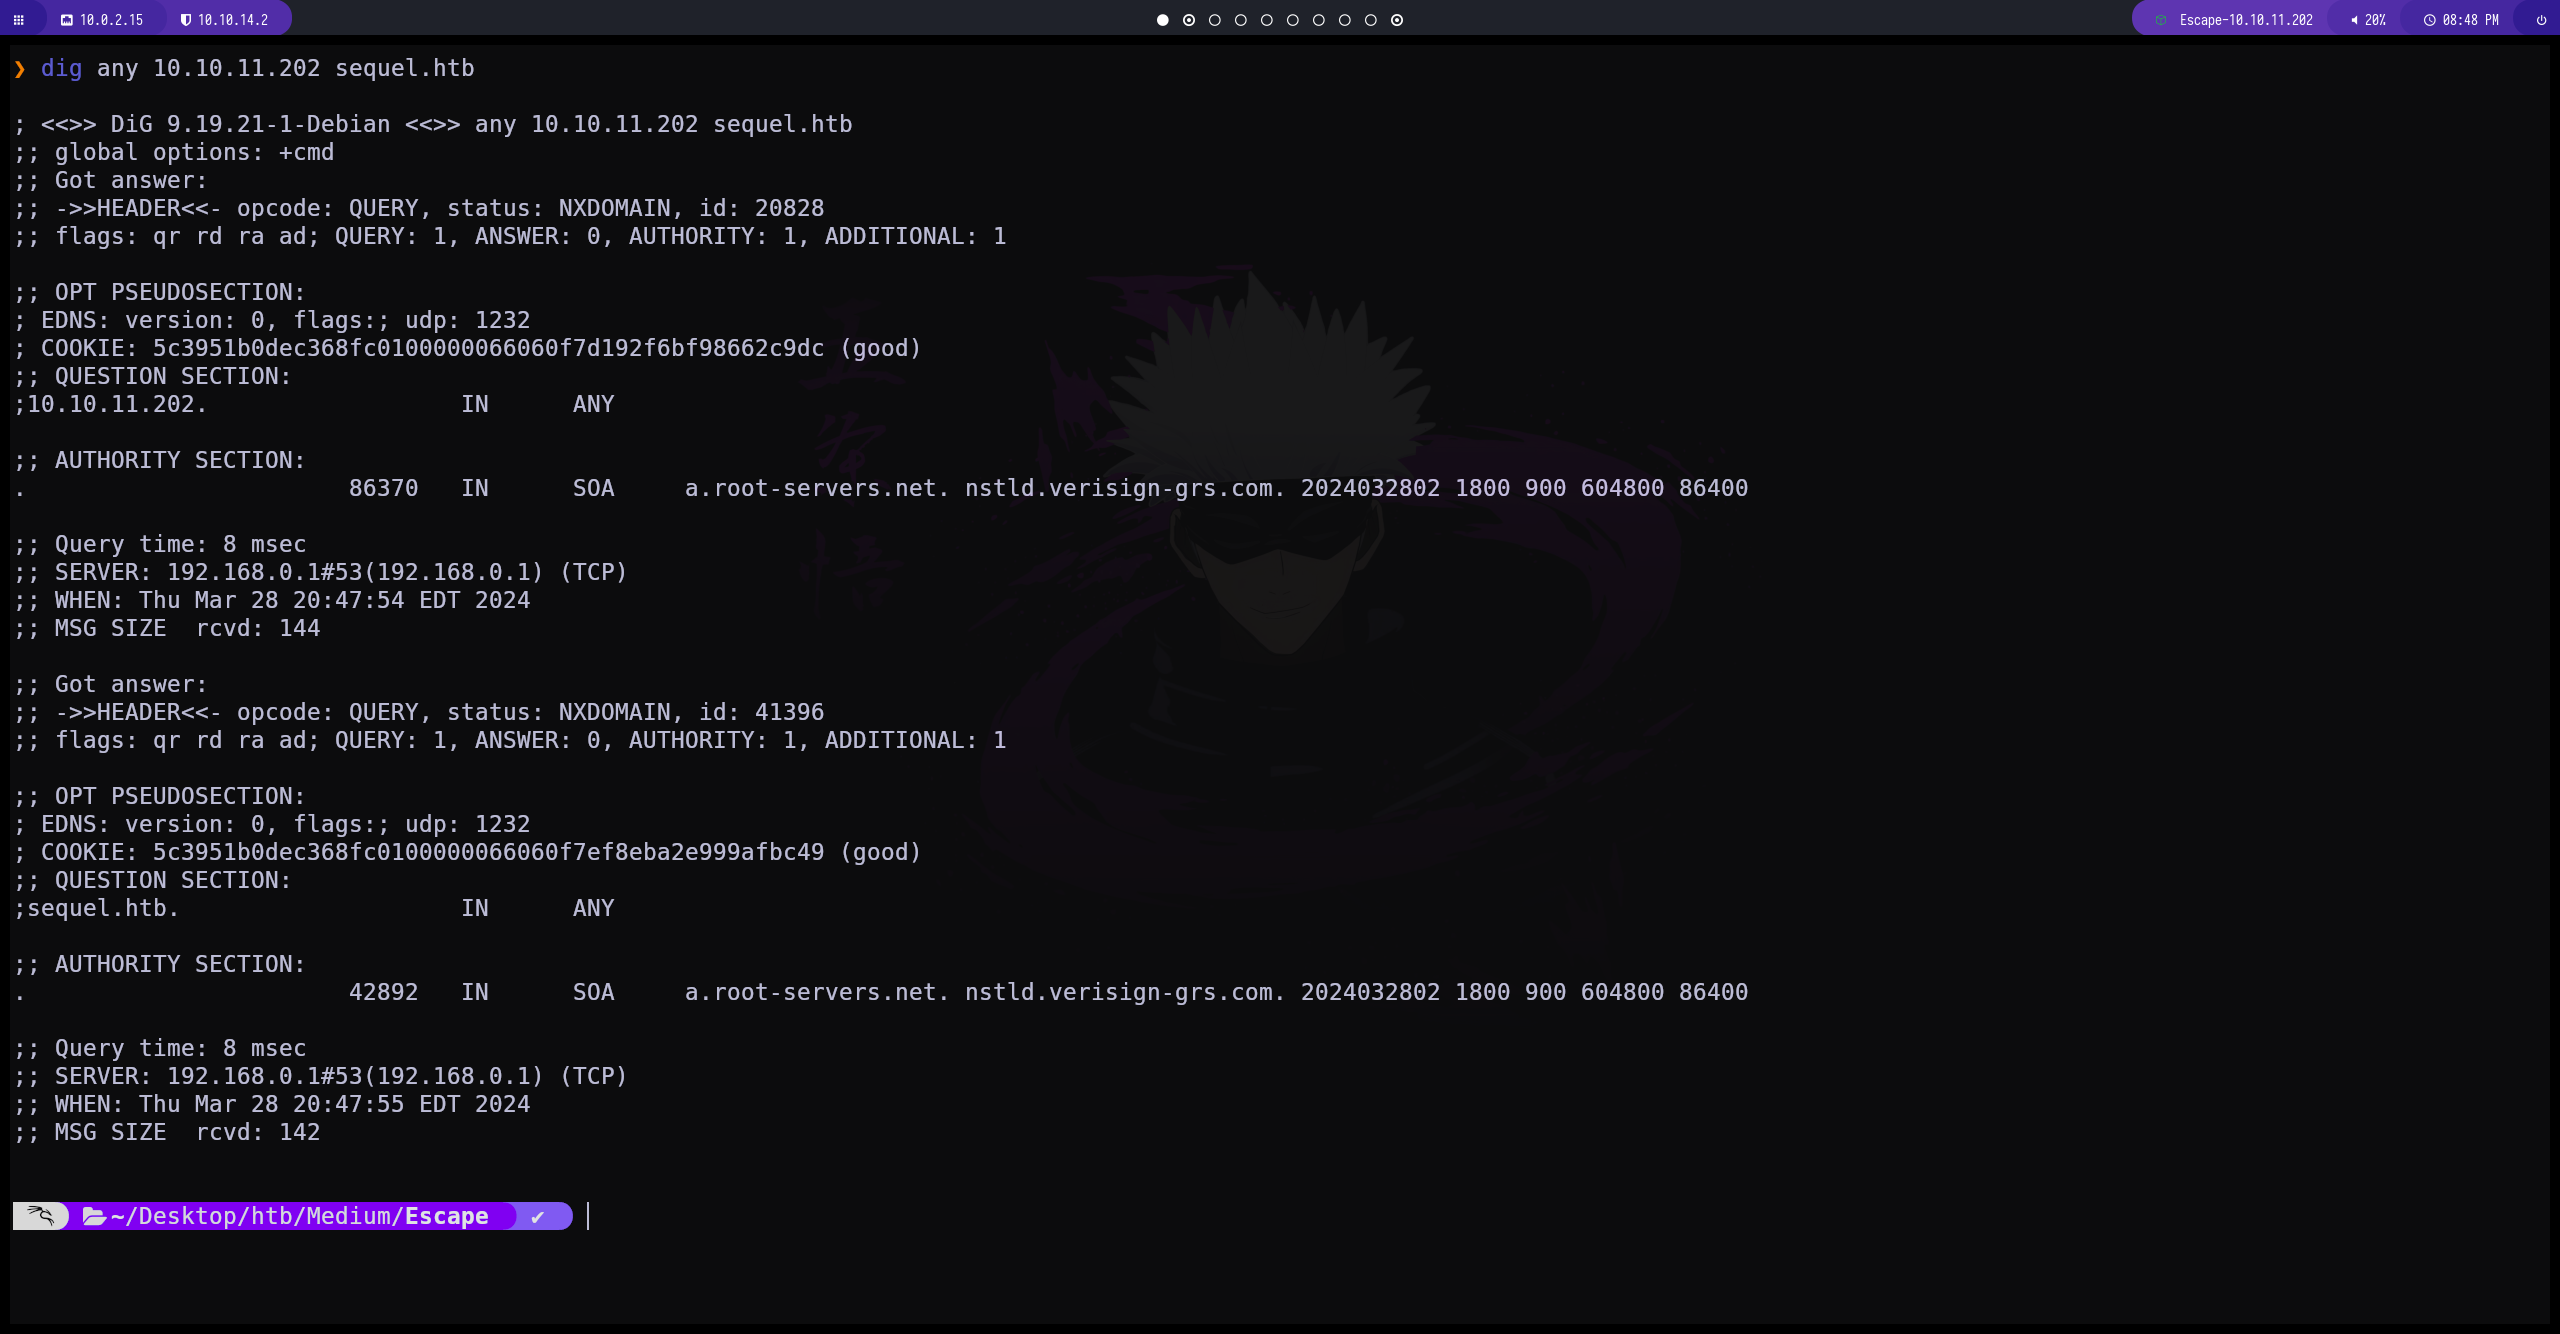 10.0.2.15 10.10.14.2 Escape-10.10.11.202 20% 08:48 PM
❯ dig any 10.10.11.202 sequel.htb
; <<>> DiG 9.19.21-1-Debian <<>> any 10.10.11.202 sequel.htb
;; global options: +cmd
;; Got answer:
;; ->>HEADER<<- opcode: QUERY, status: NXDOMAIN, id: 20828
;; flags: qr rd ra ad; QUERY: 1, ANSWER: 0, AUTHORITY: 1, ADDITIONAL: 1
;; OPT PSEUDOSECTION:
; EDNS: version: 0, flags:; udp: 1232
; COOKIE: 5c3951b0dec368fc0100000066060f7d192f6bf98662c9dc (good)
;; QUESTION SECTION:
;10.10.11.202. IN ANY
;; AUTHORITY SECTION:
. 86370 IN SOA a.root-servers.net. nstld.verisign-grs.com. 2024032802 1800 900 604800 86400
;; Query time: 8 msec
;; SERVER: 192.168.0.1#53(192.168.0.1) (TCP)
;; WHEN: Thu Mar 28 20:47:54 EDT 2024
;; MSG SIZE  rcvd: 144
;; Got answer:
;; ->>HEADER<<- opcode: QUERY, status: NXDOMAIN, id: 41396
;; flags: qr rd ra ad; QUERY: 1, ANSWER: 0, AUTHORITY: 1, ADDITIONAL: 1
;; OPT PSEUDOSECTION:
; EDNS: version: 0, flags:; udp: 1232
; COOKIE: 5c3951b0dec368fc0100000066060f7ef8eba2e999afbc49 (good)
;; QUESTION SECTION:
;sequel.htb. IN ANY
;; AUTHORITY SECTION:
. 42892 IN SOA a.root-servers.net. nstld.verisign-grs.com. 2024032802 1800 900 604800 86400
;; Query time: 8 msec
;; SERVER: 192.168.0.1#53(192.168.0.1) (TCP)
;; WHEN: Thu Mar 28 20:47:55 EDT 2024
;; MSG SIZE  rcvd: 142
~/Desktop/htb/Medium/Escape ✔